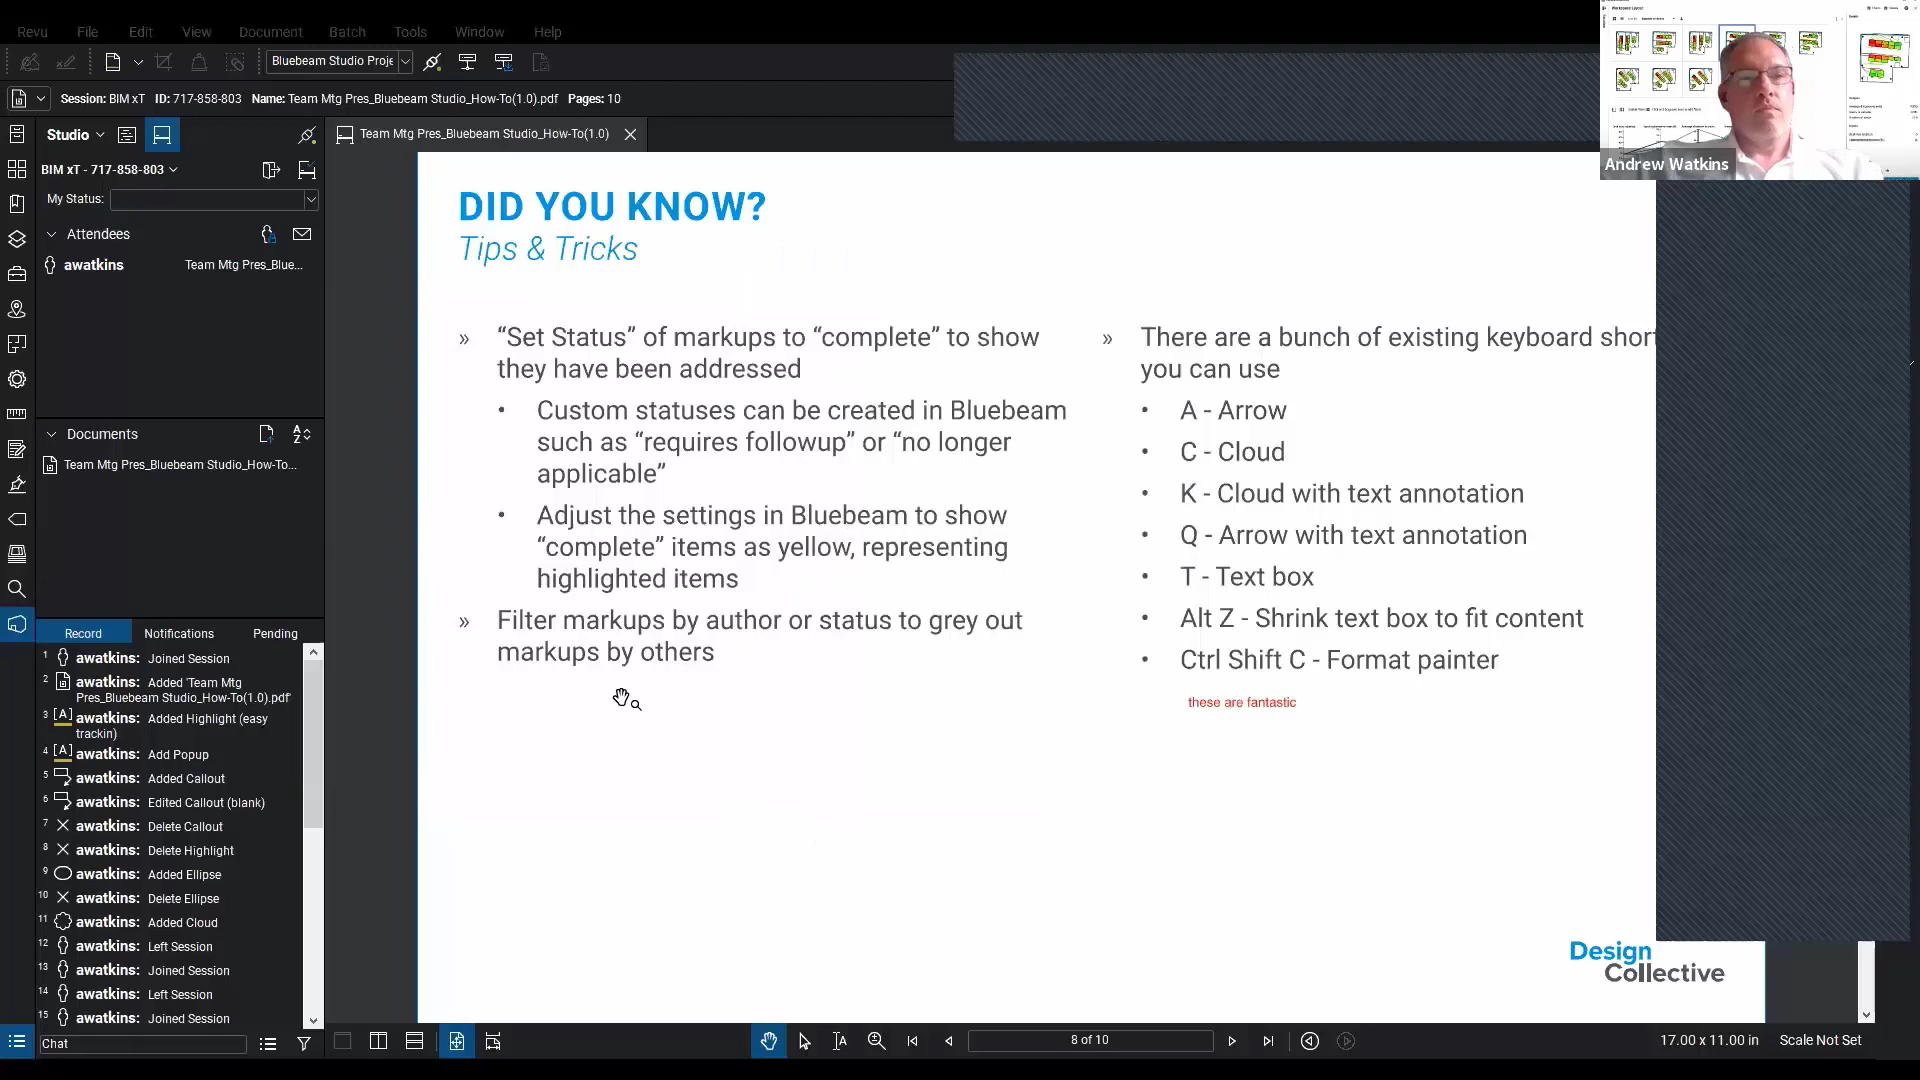 Revu File Edit View Document Batch Tools Window Help
Bluebeam Studio Proje
Session: BIM xT ID: 717-858-803 Name: Team Mtg Pres_Bluebeam Studio_How-To(1.0).pdf Pages: 10
Studio
Team Mtg Pres_Bluebeam Studio_How-To(1.0)
BIM xT - 717-858-803
My Status:
Attendees
awatkins Team Mtg Pres_Blue...
Documents
Team Mtg Pres_Bluebeam Studio_How-To...
Record Notifications Pending
1 awatkins: Joined Session
2 awatkins: Added 'Team Mtg
Pres_Bluebeam Studio_How-To(1.0).pdf'
3 awatkins: Added Highlight (easy
trackin)
4 awatkins: Add Popup
5 awatkins: Added Callout
6 awatkins: Edited Callout (blank)
7 awatkins: Delete Callout
8 awatkins: Delete Highlight
9 awatkins: Added Ellipse
10 awatkins: Delete Ellipse
11 awatkins: Added Cloud
12 awatkins: Left Session
13 awatkins: Joined Session
14 awatkins: Left Session
15 awatkins: Joined Session
Chat
DID YOU KNOW?
Tips & Tricks
» “Set Status” of markups to “complete” to show
they have been addressed
• Custom statuses can be created in Bluebeam
such as “requires followup” or “no longer
applicable”
• Adjust the settings in Bluebeam to show
“complete” items as yellow, representing
highlighted items
» Filter markups by author or status to grey out
markups by others
» There are a bunch of existing keyboard short
you can use
• A - Arrow
• C - Cloud
• K - Cloud with text annotation
• Q - Arrow with text annotation
• T - Text box
• Alt Z - Shrink text box to fit content
• Ctrl Shift C - Format painter
these are fantastic
Design
Collective
Andrew Watkins
8 of 10
17.00 x 11.00 in Scale Not Set